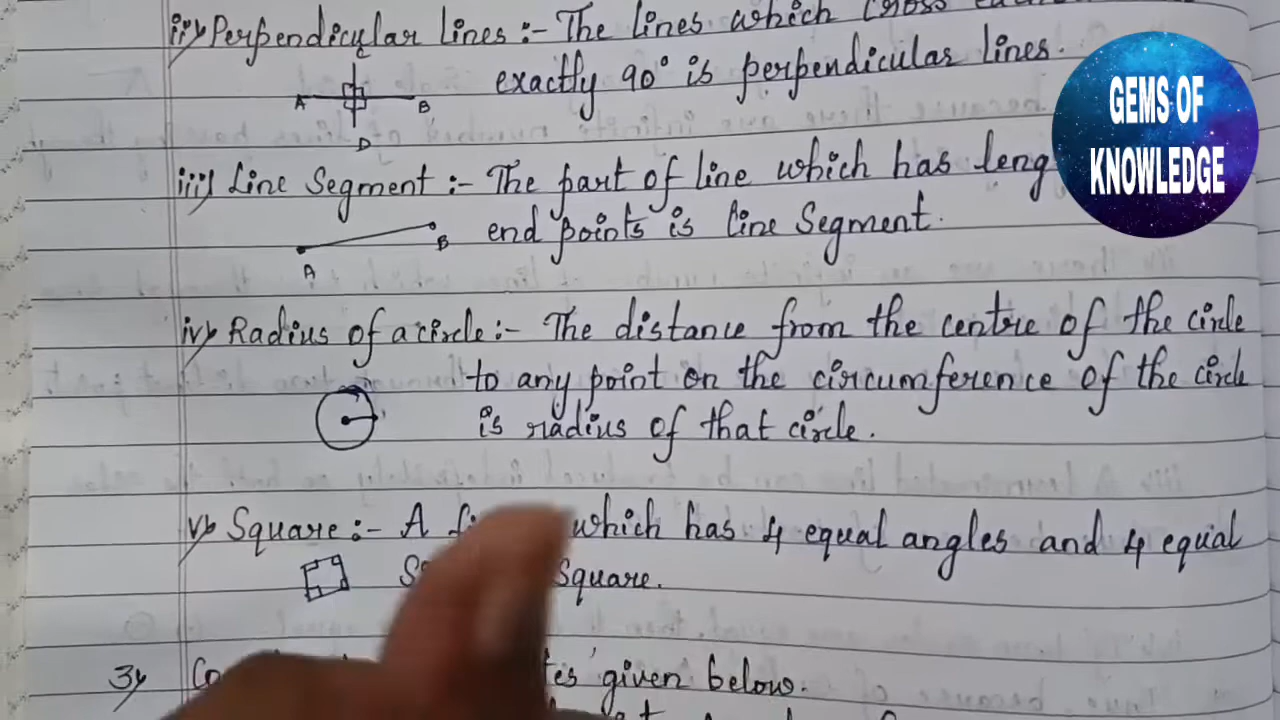 ii) Perpendicular lines :- The lines which cross
exactly 90° is perpendicular lines.
C
A B
D
iii) Line Segment :- The part of line which has
end points is line Segment.
A B
iv) Radius of a circle :- The distance from the centre of the circle
to any point on the circumference of the circle
is radius of that circle.
v) Square :- A which has 4 equal angles and 4 equal
Square.
3) given below.
GEMS OF
KNOWLEDGE